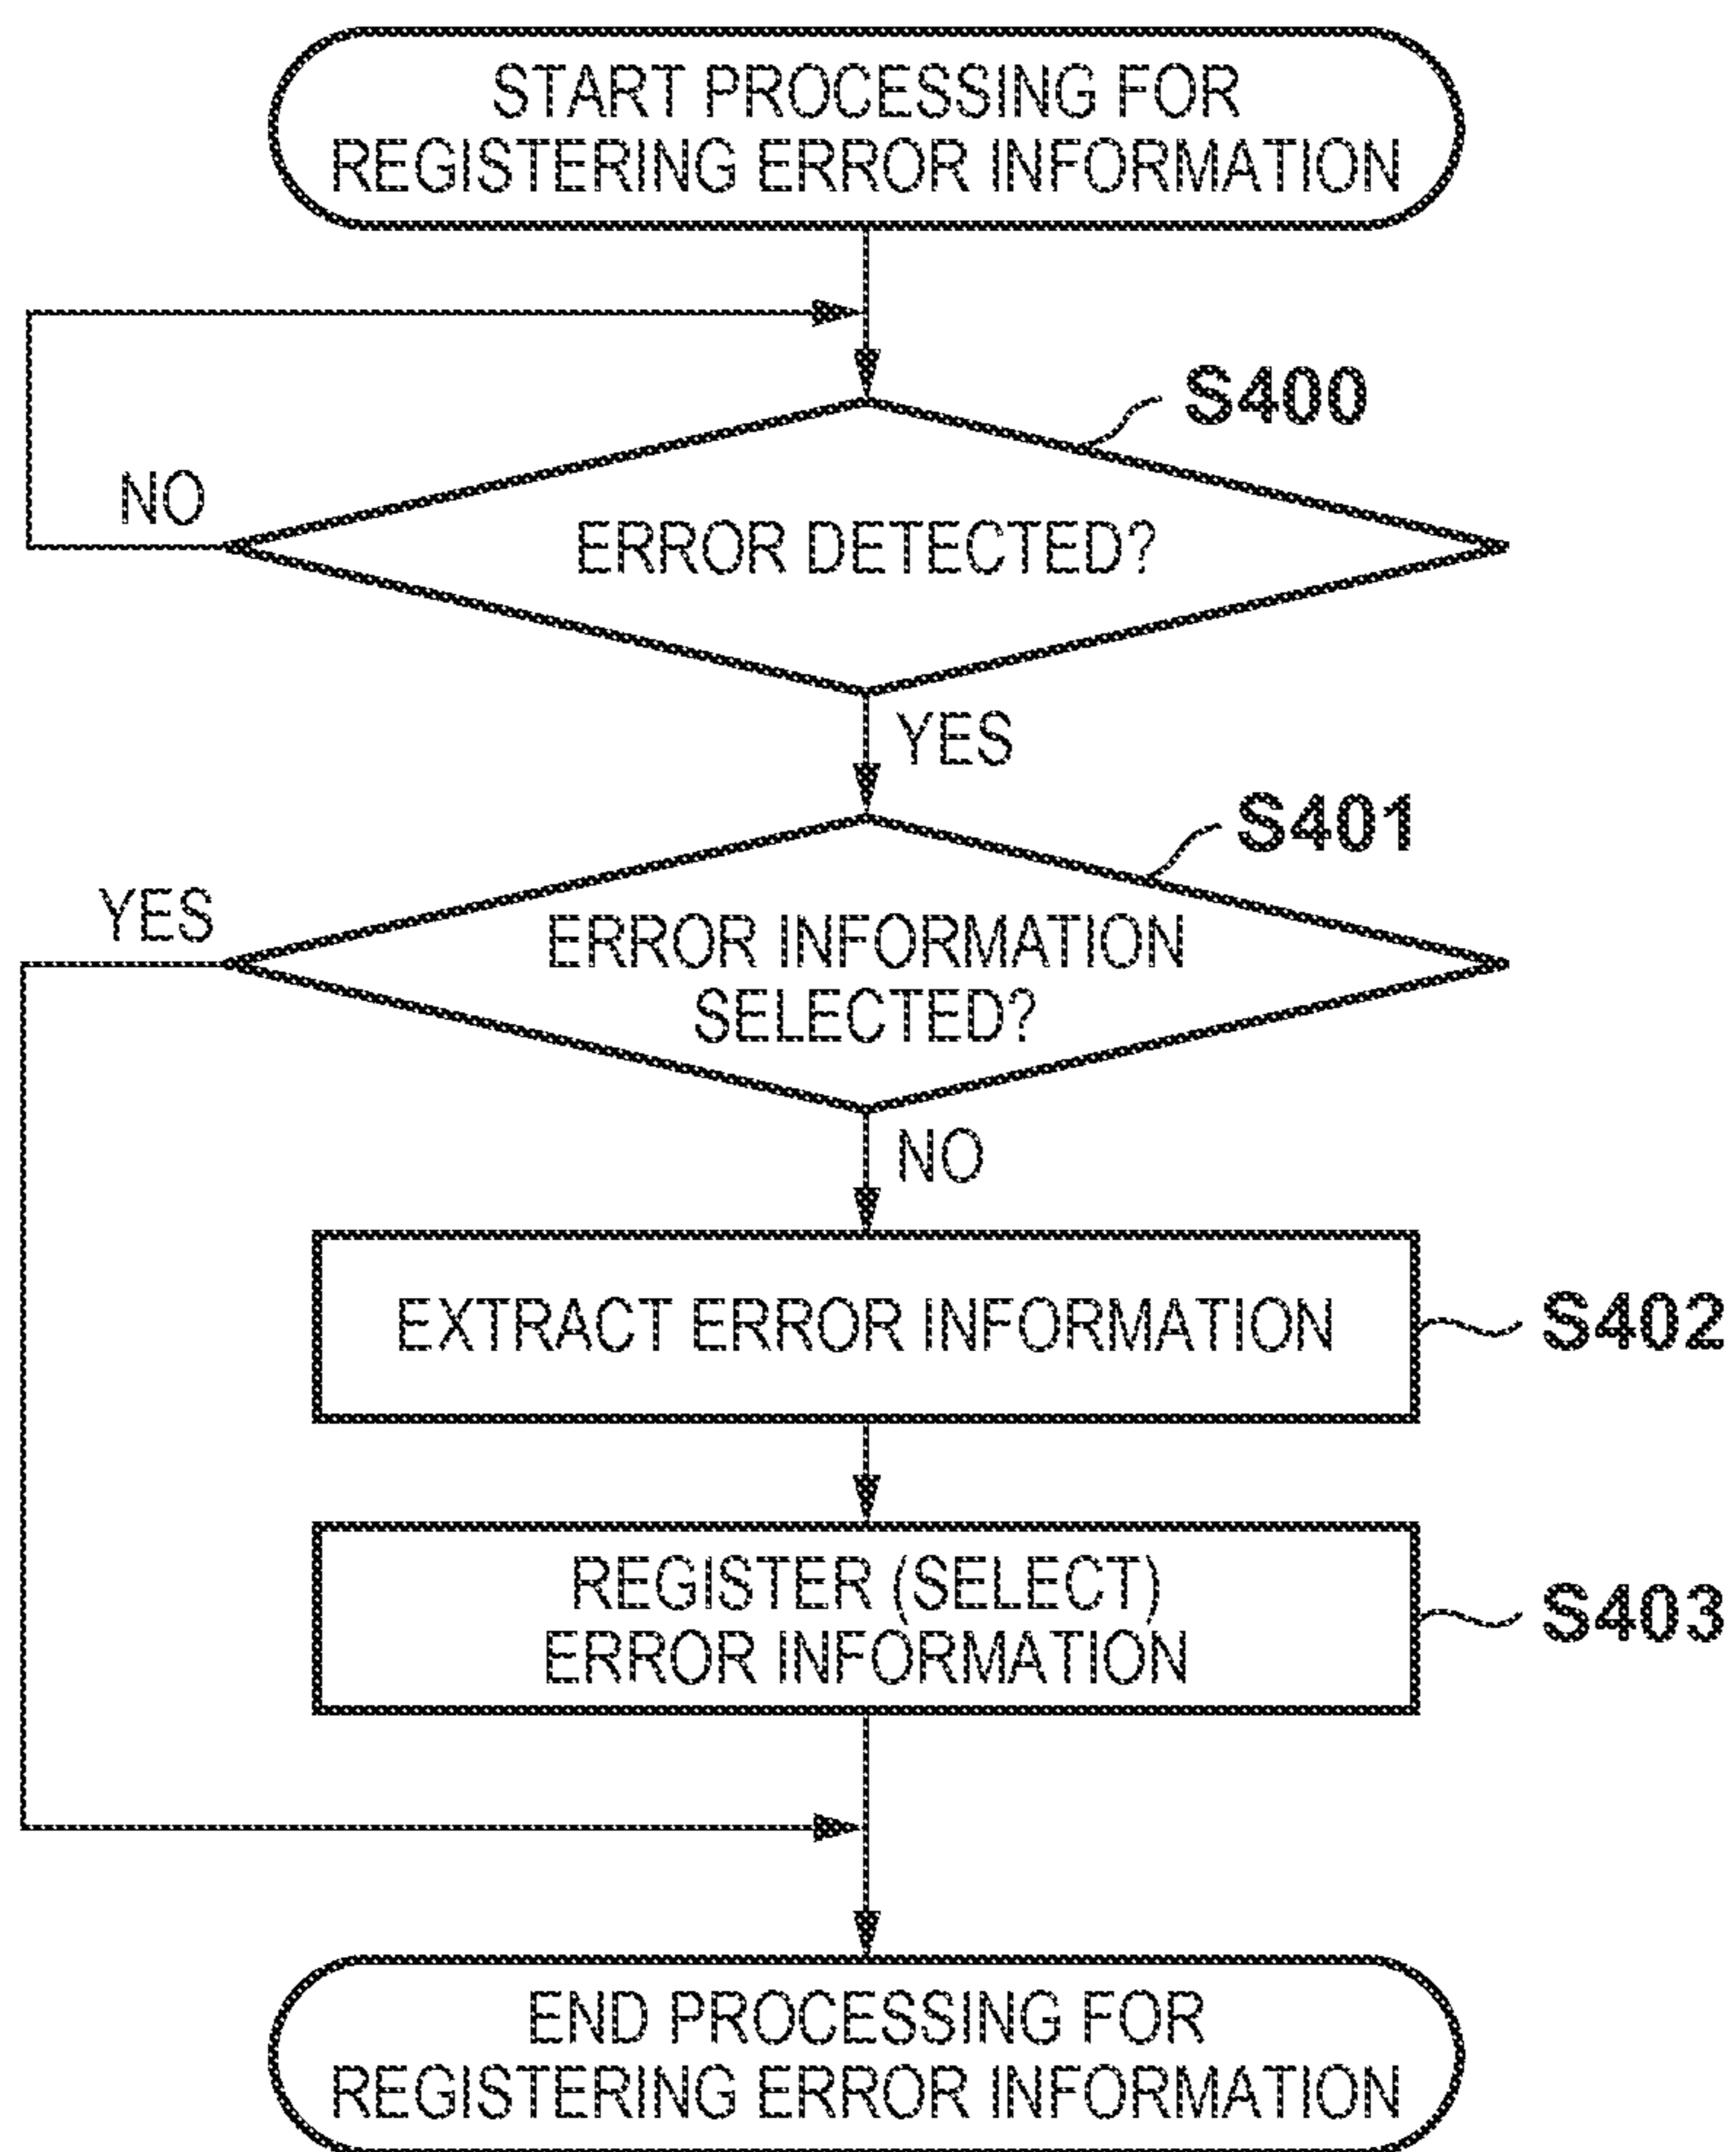 START PROCESSING FOR
REGISTERING ERROR INFORMATION
S400
NO
ERROR DETECTED?
YES
S401
YES
ERROR INFORMATION
SELECTED?
NO
EXTRACT ERROR INFORMATION
S402
REGISTER (SELECT)
ERROR INFORMATION
S403
END PROCESSING FOR
REGISTERING ERROR INFORMATION